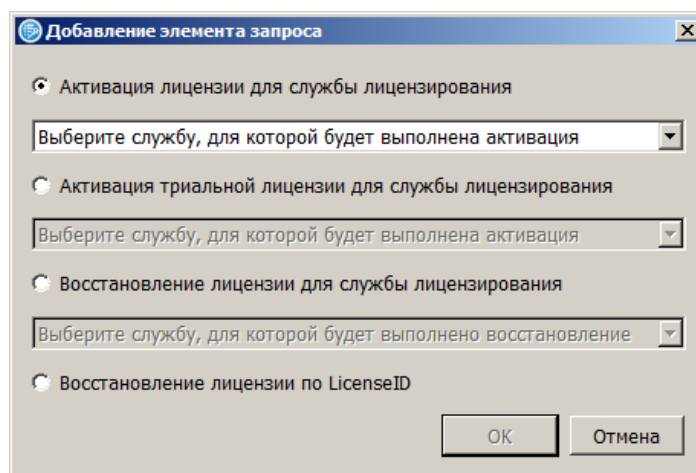 Добавление элемента запроса
Активация лицензии для службы лицензирования
Выберите службу, для которой будет выполнена активация
Активация триальной лицензии для службы лицензирования
Выберите службу, для которой будет выполнена активация
Восстановление лицензии для службы лицензирования
Выберите службу, для которой будет выполнено восстановление
Восстановление лицензии по LicenseID
OK Отмена